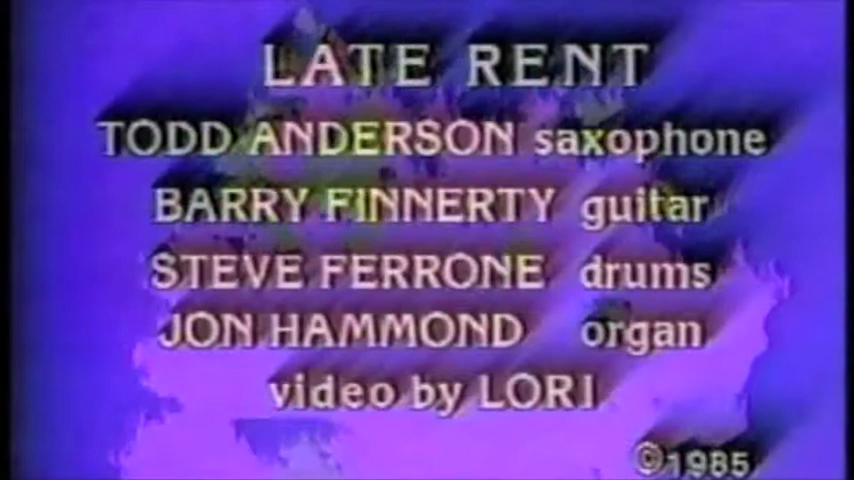 LATE RENT
TODD ANDERSON saxophone
BARRY FINNERTY guitar
STEVE FERRONE drums
JON HAMMOND organ
video by LORI
©1985